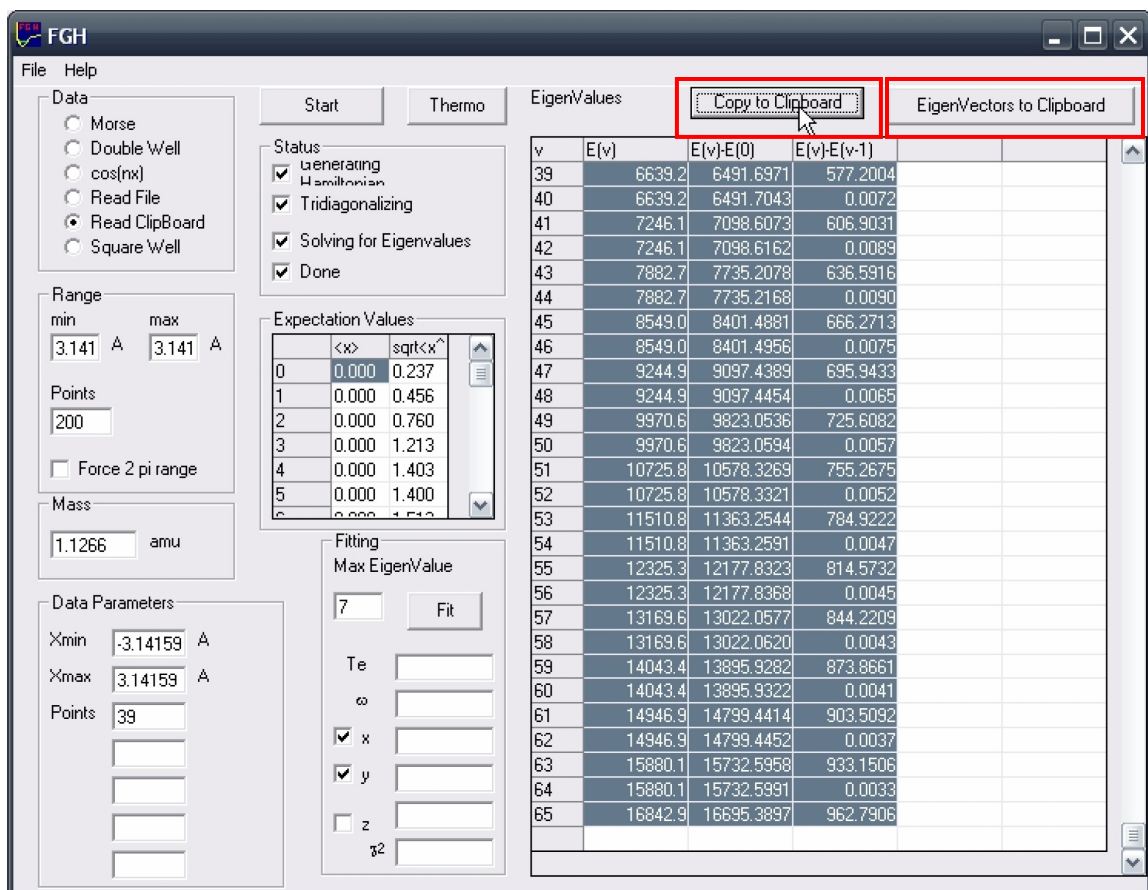 FGH
File Help
Data
Morse
Double Well
cos(nx)
Read File
Read ClipBoard
Square Well
Range
min max
3.141 A 3.141 A
Points
200
Force 2 pi range
Mass
1.1266 amu
Data Parameters
Xmin -3.14159 A
Xmax 3.14159 A
Points 39
Start Thermo
Status
Generating
Hamiltonian
Tridiagonalizing
Solving for Eigenvalues
Done
Expectation Values
<x> sqrt<x^
0 0.000 0.237
1 0.000 0.456
2 0.000 0.760
3 0.000 1.213
4 0.000 1.403
5 0.000 1.400
6 0.000 1.512
Fitting
Max EigenValue
7 Fit
Te
ω
x
y
z
ʒ2
EigenValues Copy to Clipboard EigenVectors to Clipboard
v E(v) E(v)-E(0) E(v)-E(v-1)
39 6639.2 6491.6971 577.2004
40 6639.2 6491.7043 0.0072
41 7246.1 7098.6073 606.9031
42 7246.1 7098.6162 0.0089
43 7882.7 7735.2078 636.5916
44 7882.7 7735.2168 0.0090
45 8549.0 8401.4881 666.2713
46 8549.0 8401.4956 0.0075
47 9244.9 9097.4389 695.9433
48 9244.9 9097.4454 0.0065
49 9970.6 9823.0536 725.6082
50 9970.6 9823.0594 0.0057
51 10725.8 10578.3269 755.2675
52 10725.8 10578.3321 0.0052
53 11510.8 11363.2544 784.9222
54 11510.8 11363.2591 0.0047
55 12325.3 12177.8323 814.5732
56 12325.3 12177.8368 0.0045
57 13169.6 13022.0577 844.2209
58 13169.6 13022.0620 0.0043
59 14043.4 13895.9282 873.8661
60 14043.4 13895.9322 0.0041
61 14946.9 14799.4414 903.5092
62 14946.9 14799.4452 0.0037
63 15880.1 15732.5958 933.1506
64 15880.1 15732.5991 0.0033
65 16842.9 16695.3897 962.7906